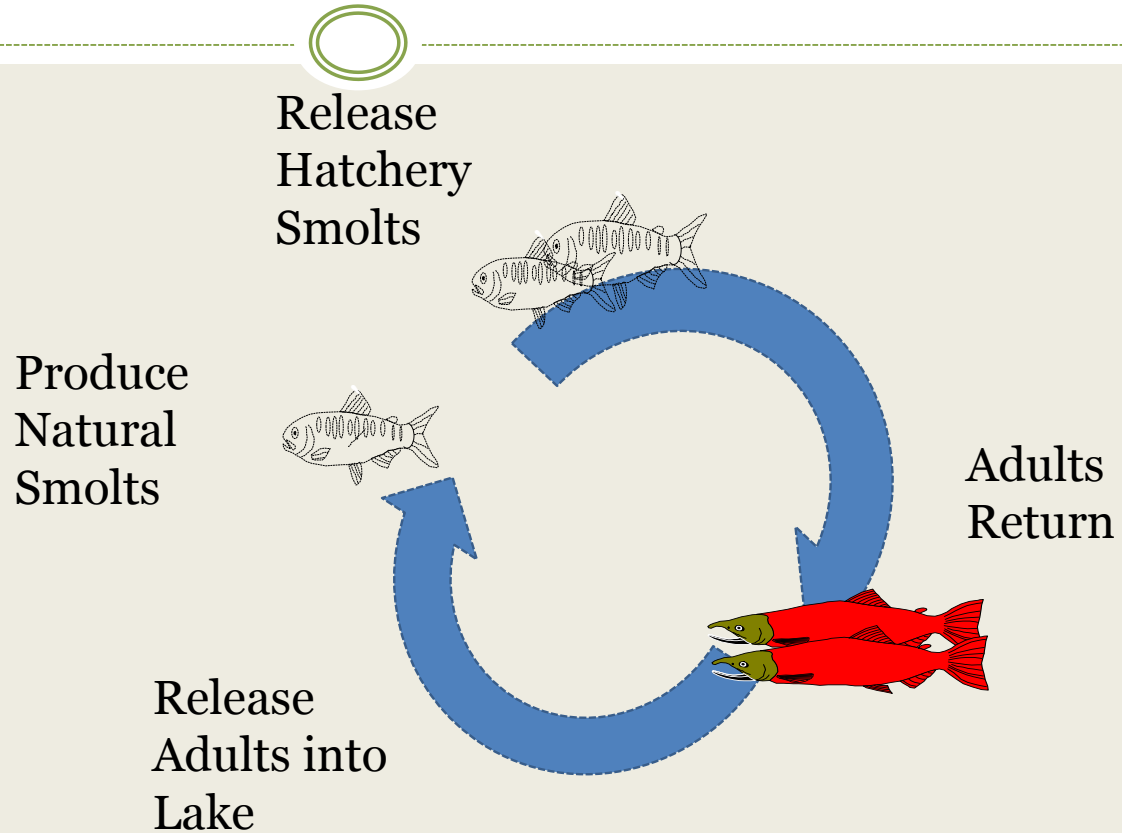 Release
Hatchery
Smolts
Produce
Natural
Smolts
Adults
Return
Release
Adults into
Lake